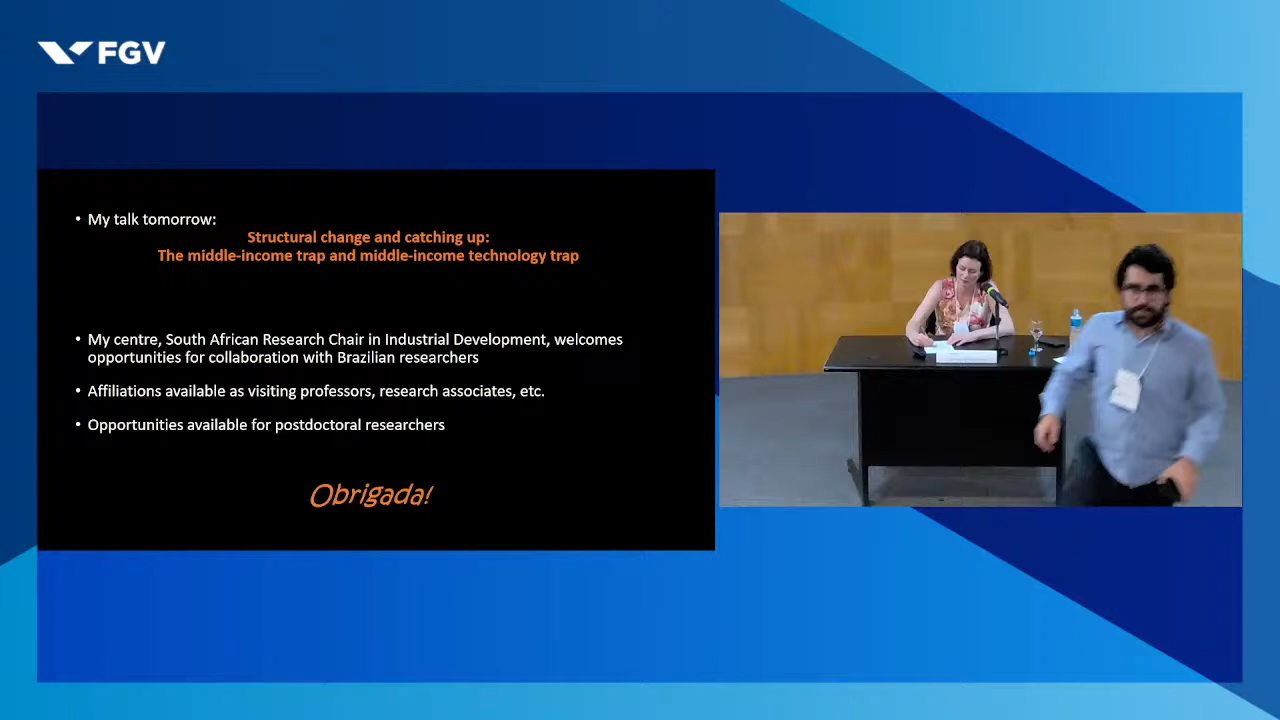 FGV
• My talk tomorrow:
Structural change and catching up:
The middle-income trap and middle-income technology trap
• My centre, South African Research Chair in Industrial Development, welcomes
opportunities for collaboration with Brazilian researchers
• Affiliations available as visiting professors, research associates, etc.
• Opportunities available for postdoctoral researchers
Obrigada!